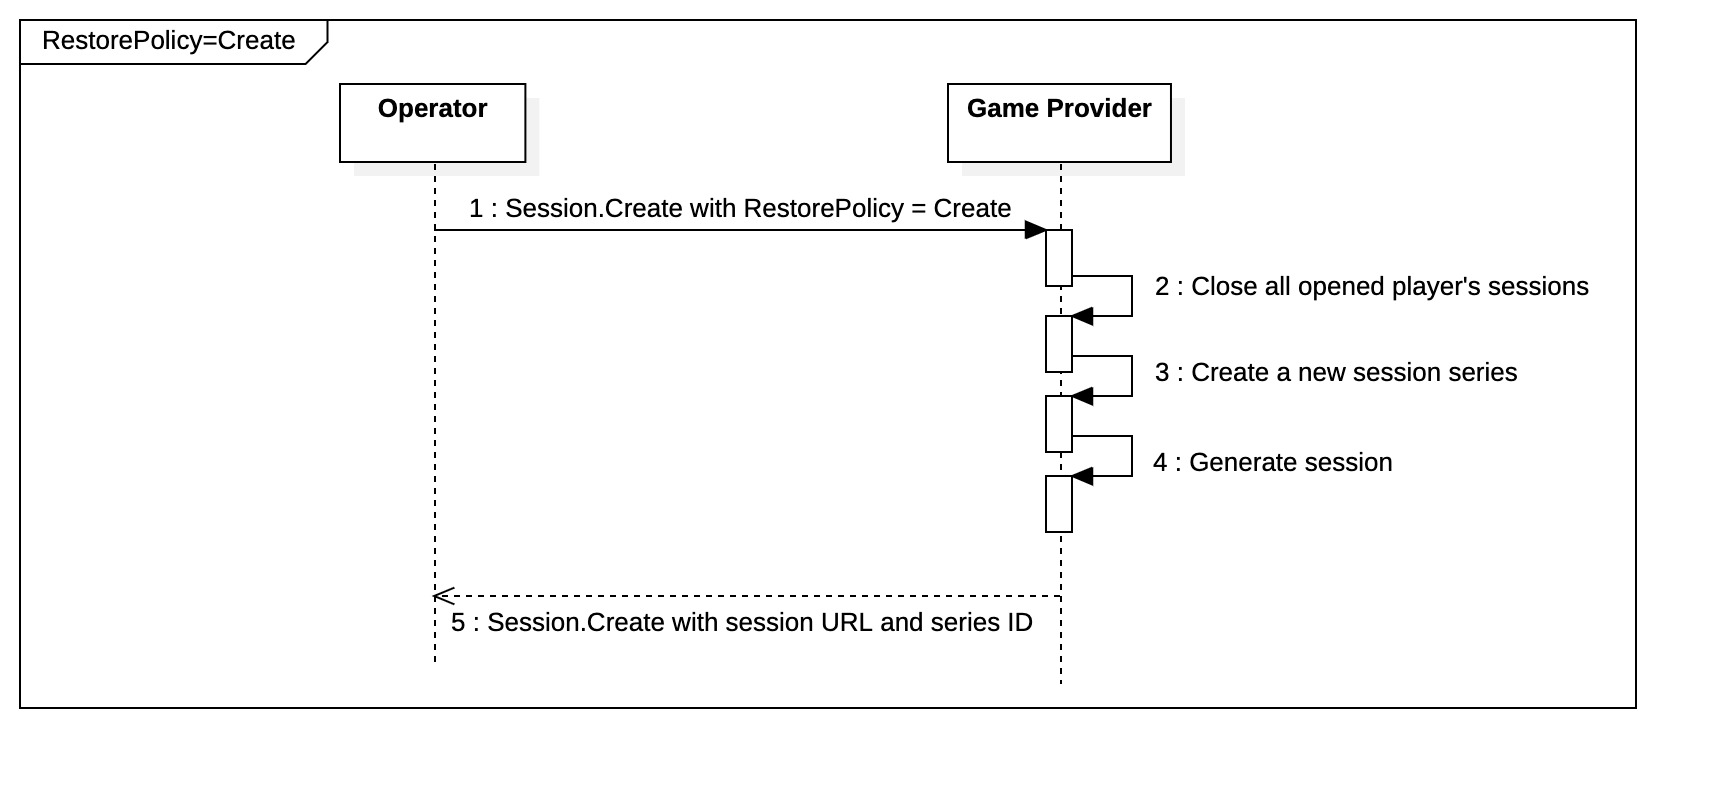 RestorePolicy=Create
Operator
Game Provider
1 : Session.Create with RestorePolicy = Create
2 : Close all opened player's sessions
3 : Create a new session series
4 : Generate session
5 : Session.Create with session URL and series ID